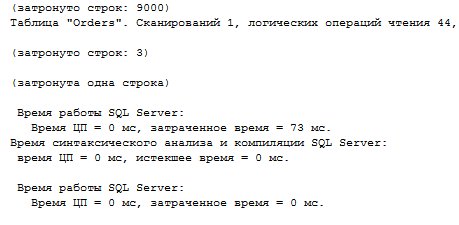 (затронуто строк: 9000)
Таблица "Orders". Сканирований 1, логических операций чтения 44,
(затронуто строк: 3)
(затронута одна строка)
Время работы SQL Server:
Время ЦП = 0 мс, затраченное время = 73 мс.
Время синтаксического анализа и компиляции SQL Server:
время ЦП = 0 мс, истекшее время = 0 мс.
Время работы SQL Server:
Время ЦП = 0 мс, затраченное время = 0 мс.